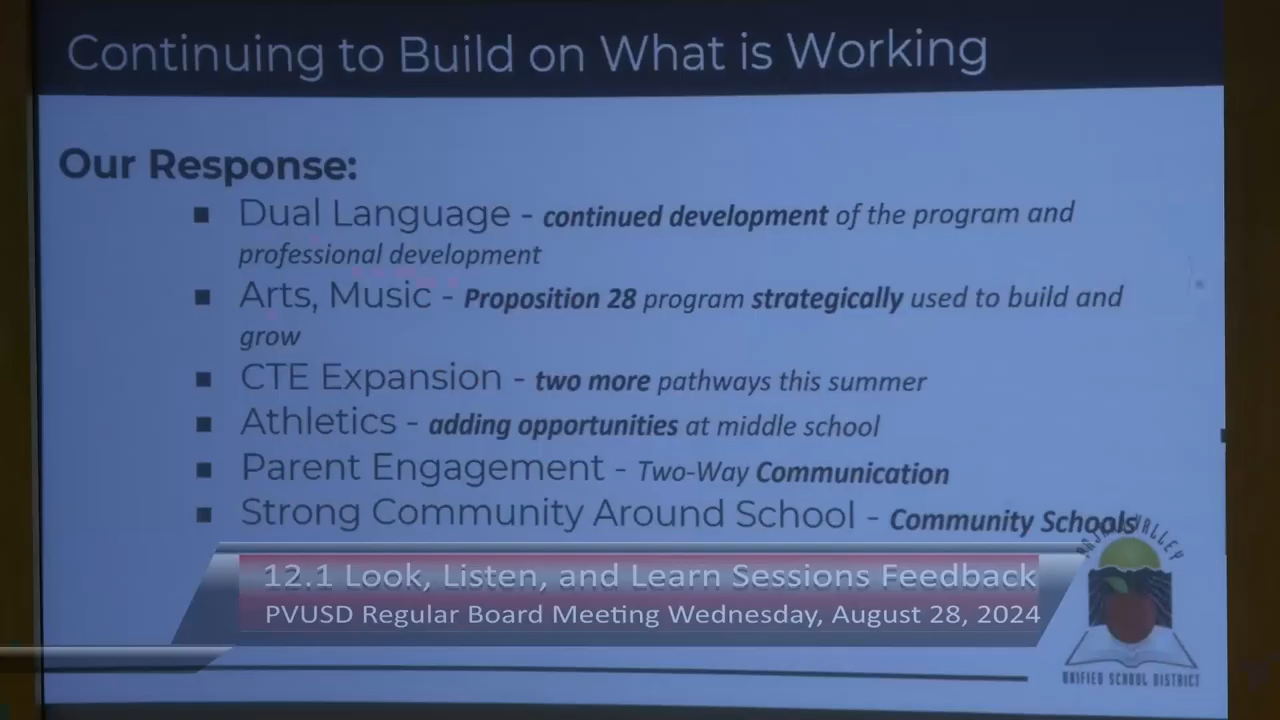 Continuing to Build on What is Working
Our Response:
■ Dual Language - continued development of the program and
professional development
■ Arts, Music - Proposition 28 program strategically used to build and
grow
■ CTE Expansion - two more pathways this summer
■ Athletics - adding opportunities at middle school
■ Parent Engagement - Two-Way Communication
■ Strong Community Around School - Community Schools
12.1 Look, Listen, and Learn Sessions Feedback
PVUSD Regular Board Meeting Wednesday, August 28, 2024
VALLEY
UNIFIED SCHOOL DISTRICT